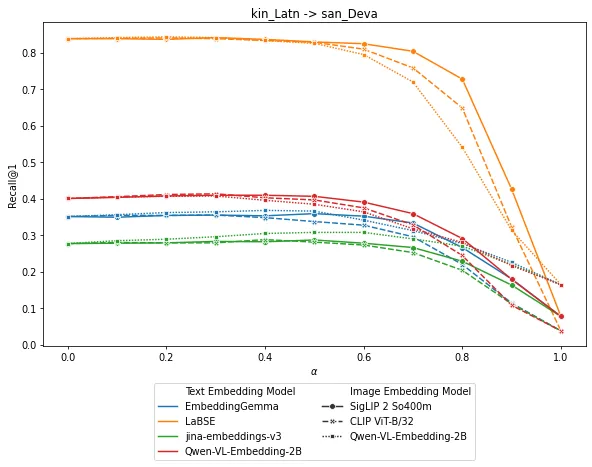 kin_Latn -> san_Deva
Recall@1
0.8
0.7
0.6
0.5
0.4
0.3
0.2
0.1
0.0
0.0 0.2 0.4 0.6 0.8 1.0
α
Text Embedding Model Image Embedding Model
EmbeddingGemma SigLIP 2 So400m
LaBSE CLIP ViT-B/32
jina-embeddings-v3 Qwen-VL-Embedding-2B
Qwen-VL-Embedding-2B